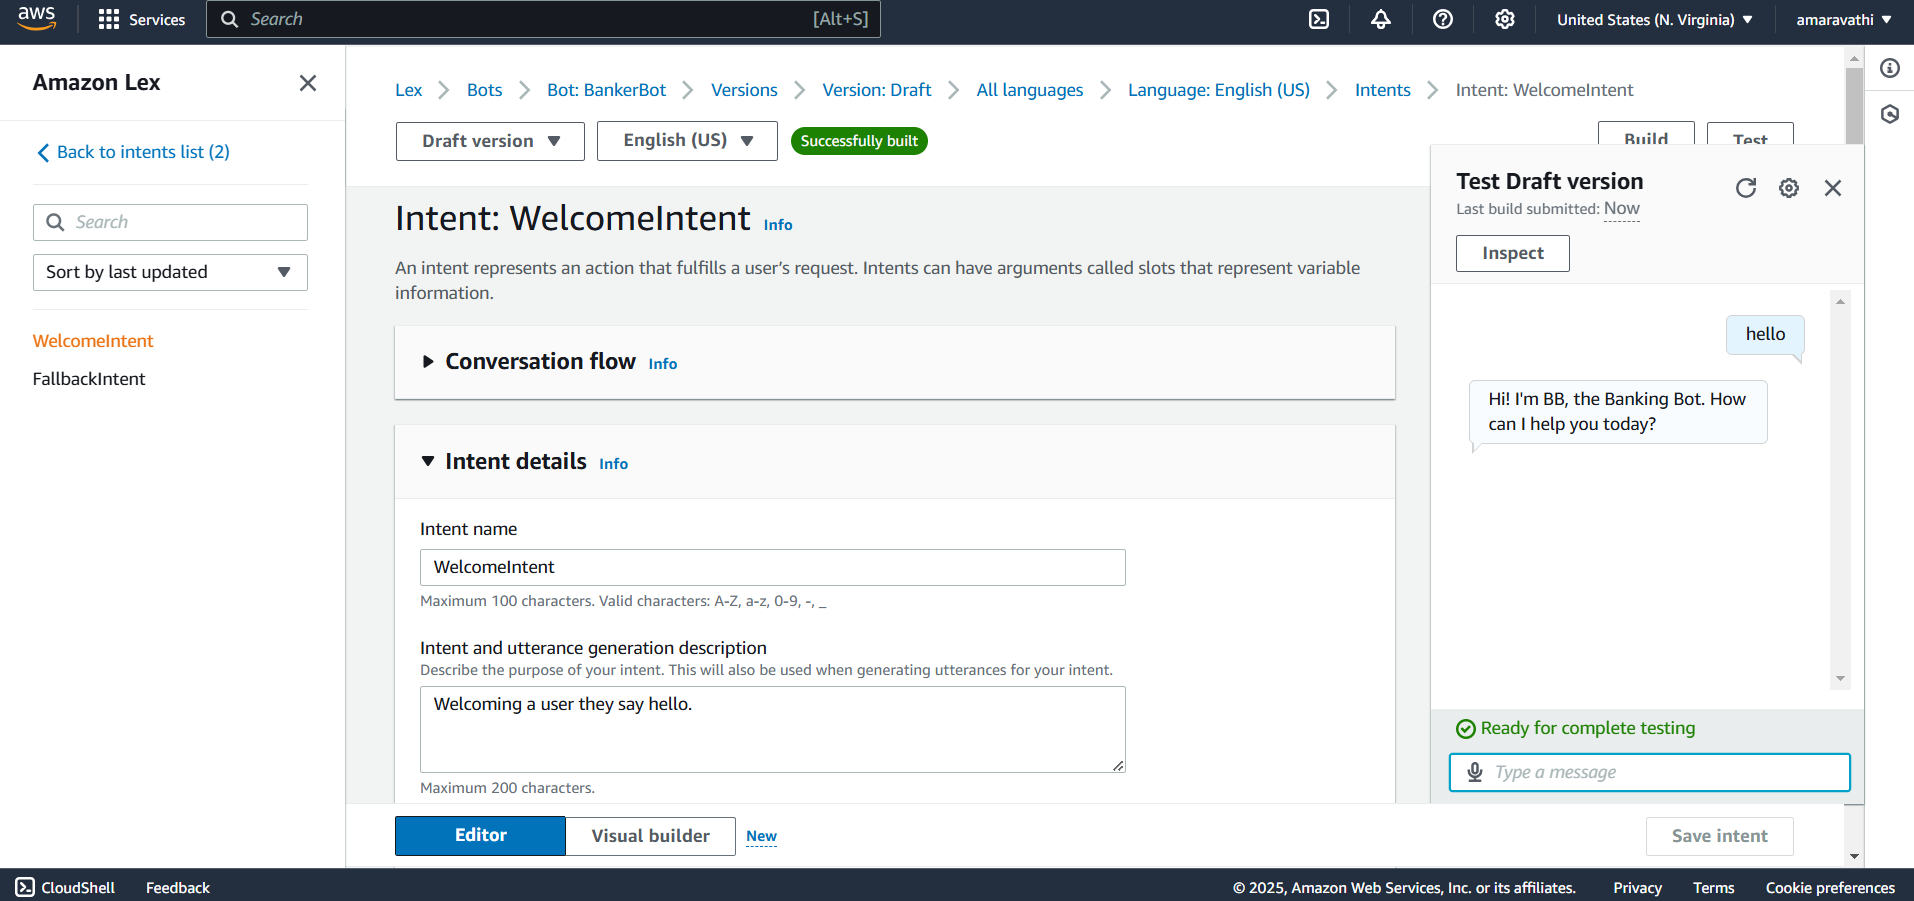 aws
Services
Search
[Alt+S]
United States (N. Virginia)
amaravathi
Amazon Lex
Back to intents list (2)
Search
Sort by last updated
WelcomeIntent
FallbackIntent
Lex
Bots
Bot: BankerBot
Versions
Version: Draft
All languages
Language: English (US)
Intents
Intent: WelcomeIntent
Draft version
English (US)
Successfully built
Build
Test
Intent: WelcomeIntent Info
An intent represents an action that fulfills a user's request. Intents can have arguments called slots that represent variable
information.
Conversation flow Info
Intent details Info
Intent name
WelcomeIntent
Maximum 100 characters. Valid characters: A-Z, a-z, 0-9, -, _
Intent and utterance generation description
Describe the purpose of your intent. This will also be used when generating utterances for your intent.
Welcoming a user they say hello.
Maximum 200 characters.
Editor
Visual builder
New
Save intent
Test Draft version
Last build submitted: Now
Inspect
hello
Hi! I'm BB, the Banking Bot. How
can I help you today?
Ready for complete testing
Type a message
CloudShell
Feedback
© 2025, Amazon Web Services, Inc. or its affiliates.
Privacy
Terms
Cookie preferences